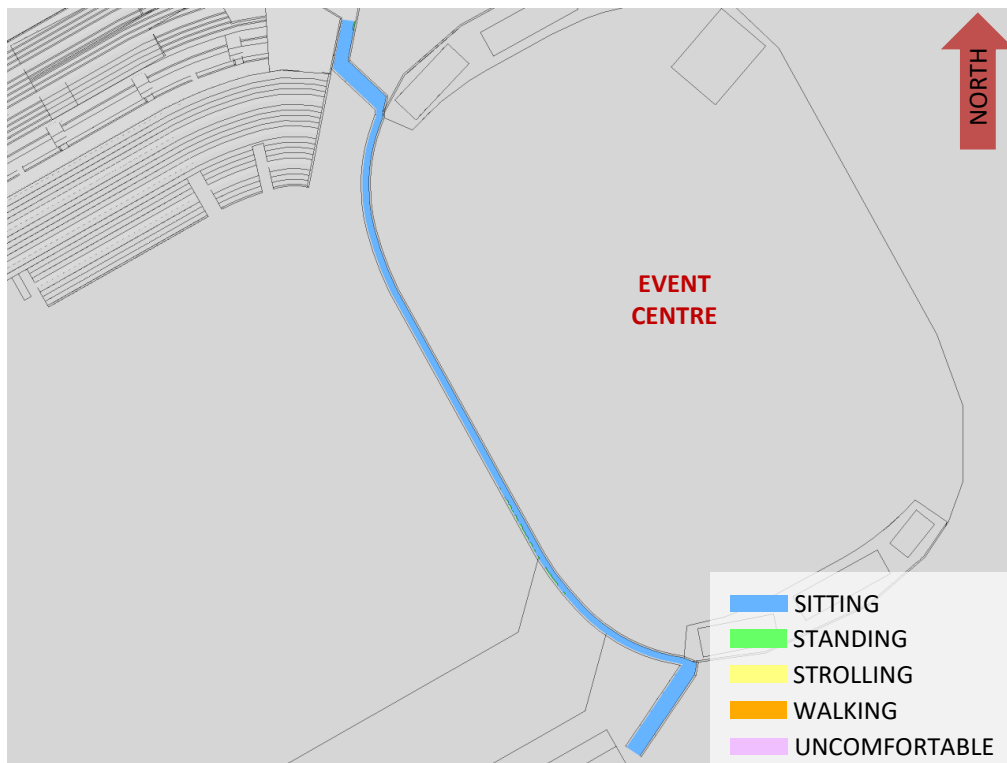 NORTH
EVENT
CENTRE
SITTING
STANDING
STROLLING
WALKING
UNCOMFORTABLE